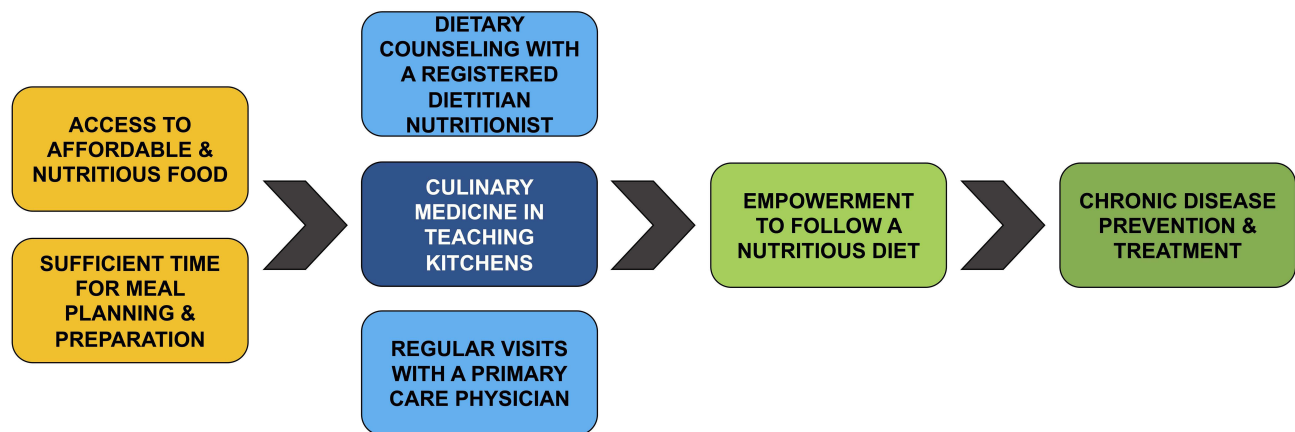 ACCESS TO
AFFORDABLE &
NUTRITIOUS FOOD
SUFFICIENT TIME
FOR MEAL
PLANNING &
PREPARATION
DIETARY
COUNSELING WITH
A REGISTERED
DIETITIAN
NUTRITIONIST
CULINARY
MEDICINE IN
TEACHING
KITCHENS
REGULAR VISITS
WITH A PRIMARY
CARE PHYSICIAN
EMPOWERMENT
TO FOLLOW A
NUTRITIOUS DIET
CHRONIC DISEASE
PREVENTION &
TREATMENT